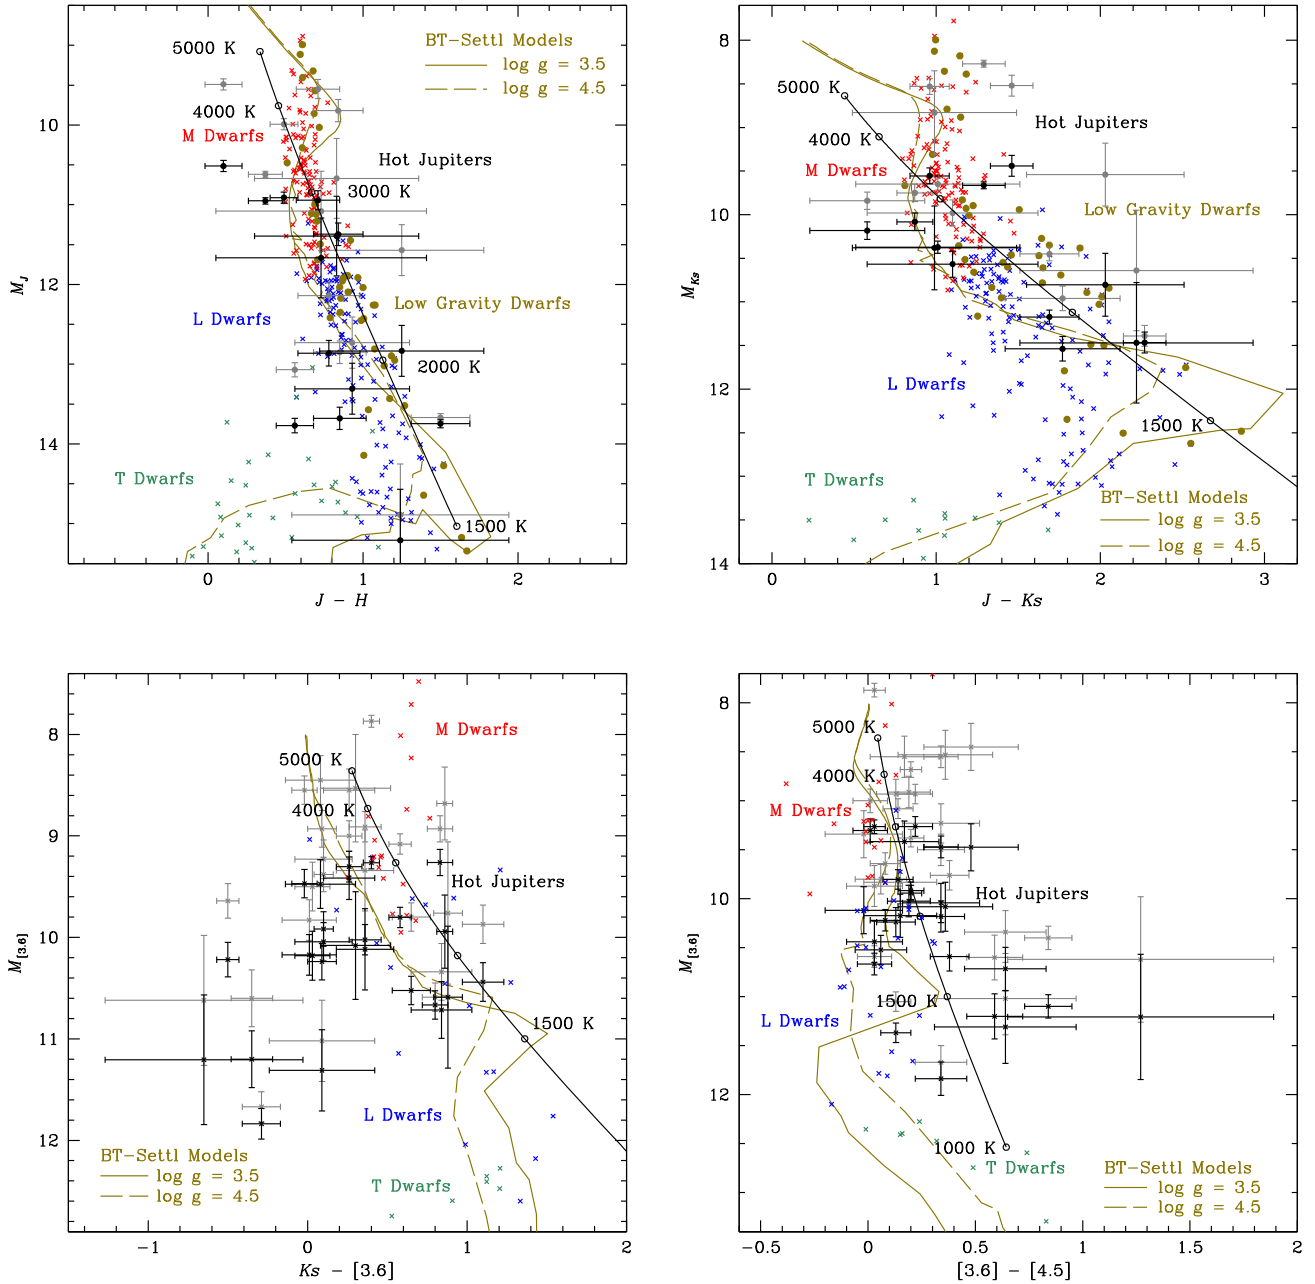 5000 K
BT-Settl Models
log g = 3.5
log g = 4.5
4000 K
M Dwarfs
Hot Jupiters
3000 K
Low Gravity Dwarfs
L Dwarfs
2000 K
T Dwarfs
1500 K
10
12
14
M_J
0
1
2
J − H
8
10
12
14
M_Ks
5000 K
4000 K
Hot Jupiters
M Dwarfs
Low Gravity Dwarfs
L Dwarfs
1500 K
T Dwarfs
BT-Settl Models
log g = 3.5
log g = 4.5
0
1
2
3
J − Ks
8
9
10
11
12
M_[3.6]
M Dwarfs
5000 K
4000 K
Hot Jupiters
1500 K
L Dwarfs
BT-Settl Models
log g = 3.5
log g = 4.5
T Dwarfs
−1
0
1
2
Ks − [3.6]
8
10
12
M_[3.6]
5000 K
4000 K
M Dwarfs
Hot Jupiters
1500 K
L Dwarfs
1000 K
T Dwarfs
BT-Settl Models
log g = 3.5
log g = 4.5
−0.5
0
0.5
1
1.5
2
[3.6] − [4.5]